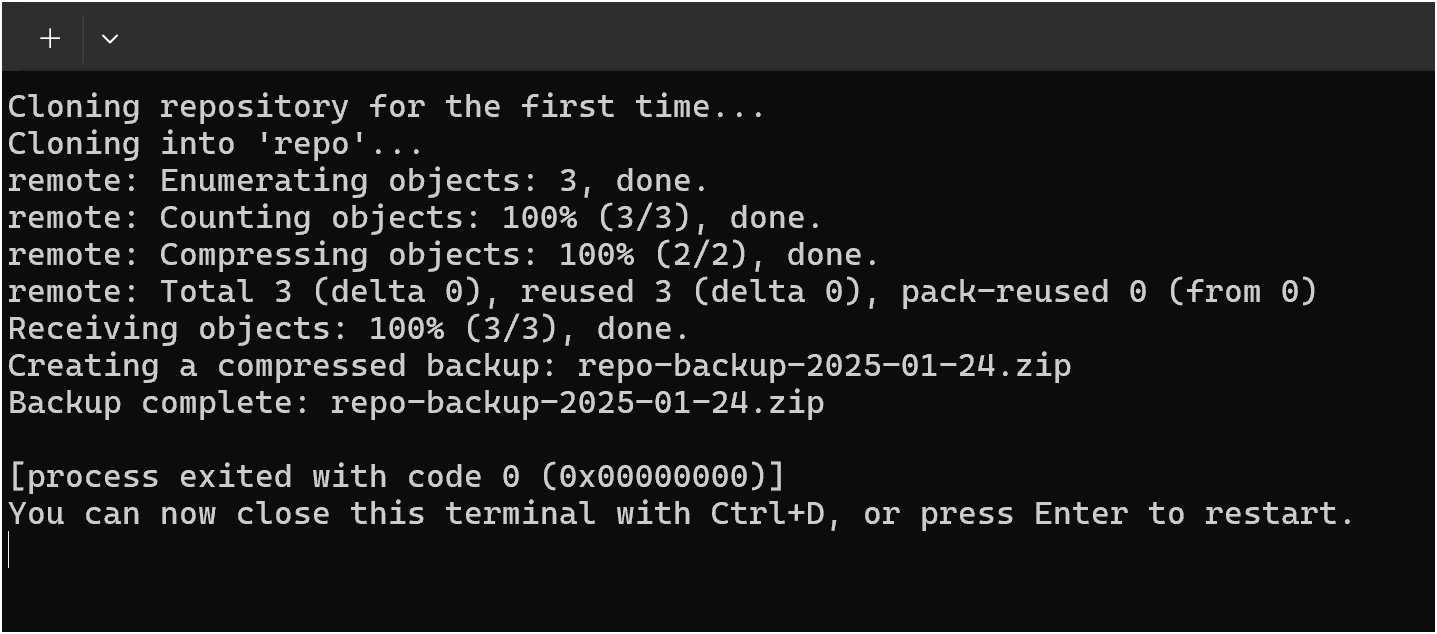 Cloning repository for the first time...
Cloning into 'repo'...
remote: Enumerating objects: 3, done.
remote: Counting objects: 100% (3/3), done.
remote: Compressing objects: 100% (2/2), done.
remote: Total 3 (delta 0), reused 3 (delta 0), pack-reused 0 (from 0)
Receiving objects: 100% (3/3), done.
Creating a compressed backup: repo-backup-2025-01-24.zip
Backup complete: repo-backup-2025-01-24.zip
[process exited with code 0 (0x00000000)]
You can now close this terminal with Ctrl+D, or press Enter to restart.